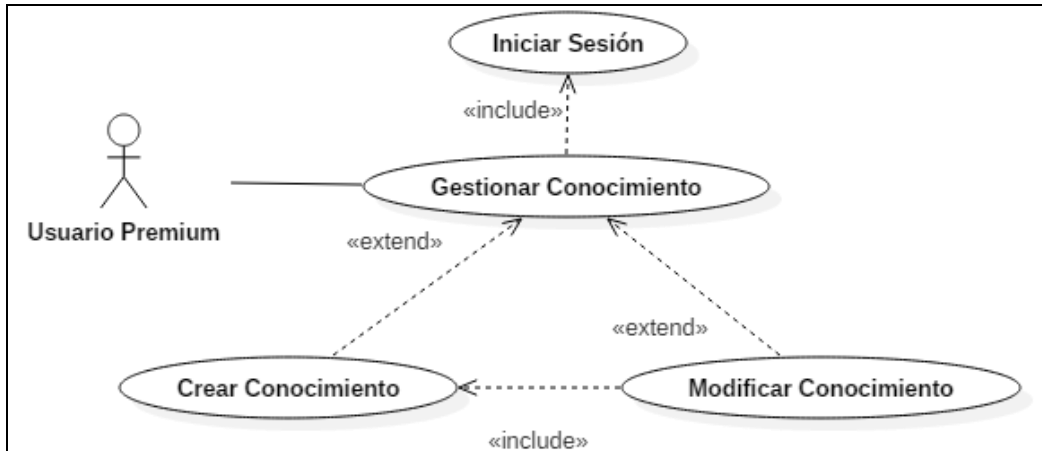 Iniciar Sesión
«include»
Gestionar Conocimiento
Usuario Premium
«extend»
«extend»
Crear Conocimiento
Modificar Conocimiento
«include»